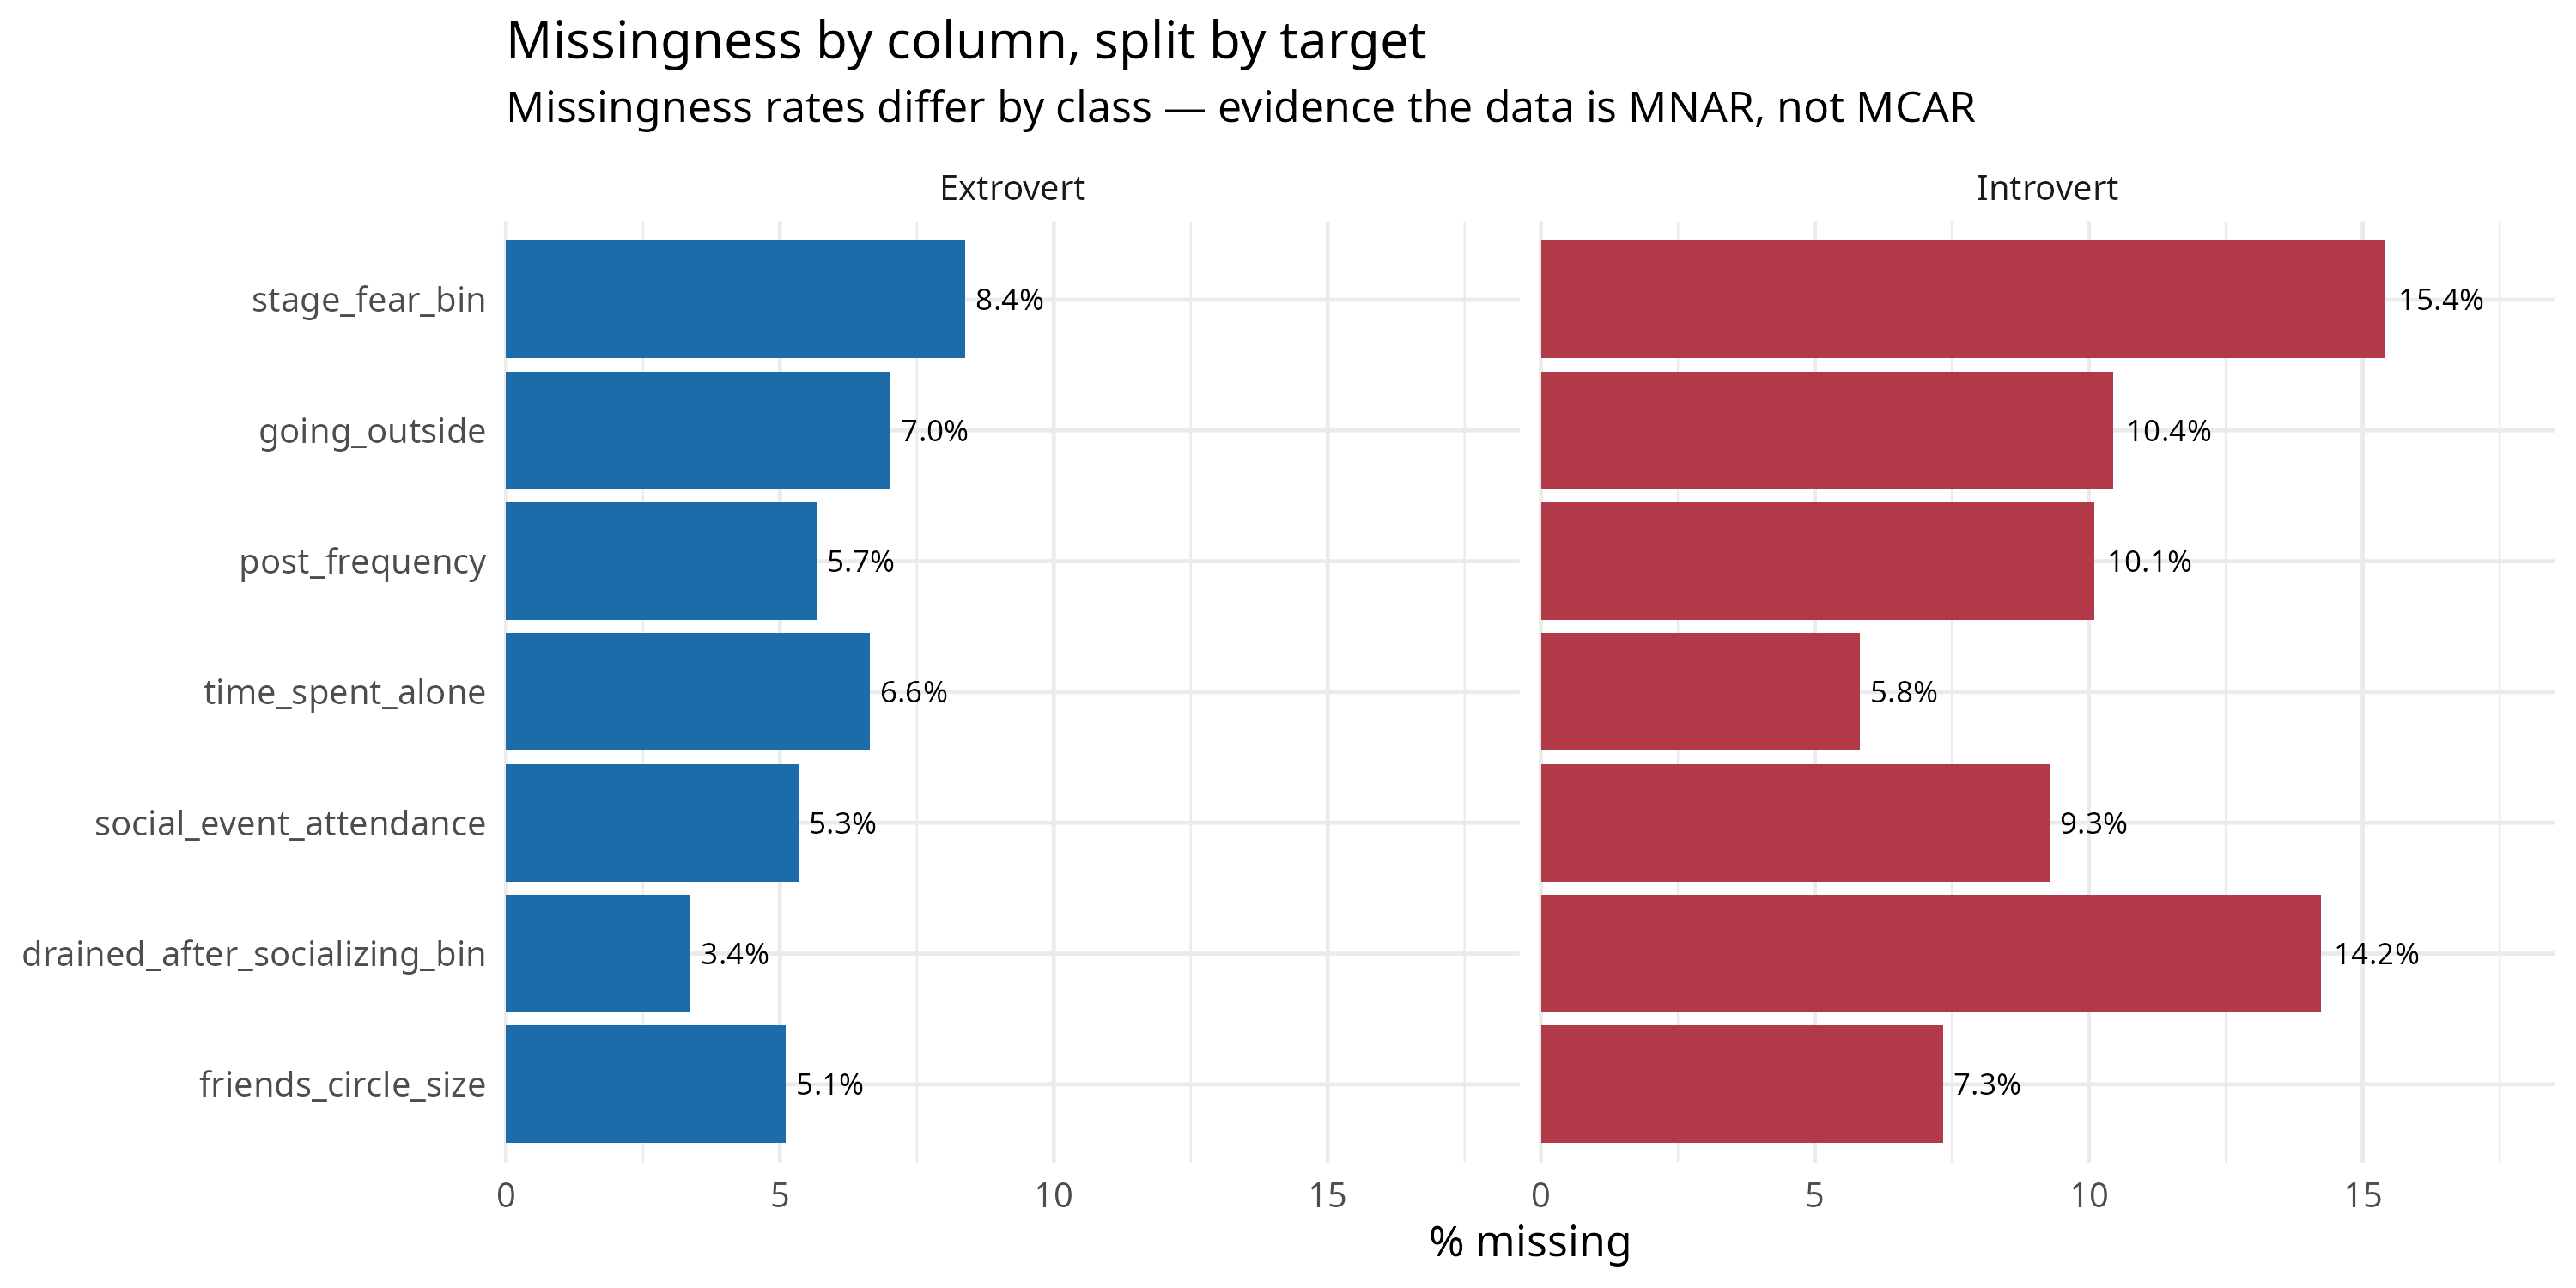 Missingness by column, split by target
Missingness rates differ by class — evidence the data is MNAR, not MCAR
Extrovert
Introvert
stage_fear_bin
8.4%
15.4%
going_outside
7.0%
10.4%
post_frequency
5.7%
10.1%
time_spent_alone
6.6%
5.8%
social_event_attendance
5.3%
9.3%
drained_after_socializing_bin
3.4%
14.2%
friends_circle_size
5.1%
7.3%
0 5 10 15 0 5 10 15
% missing